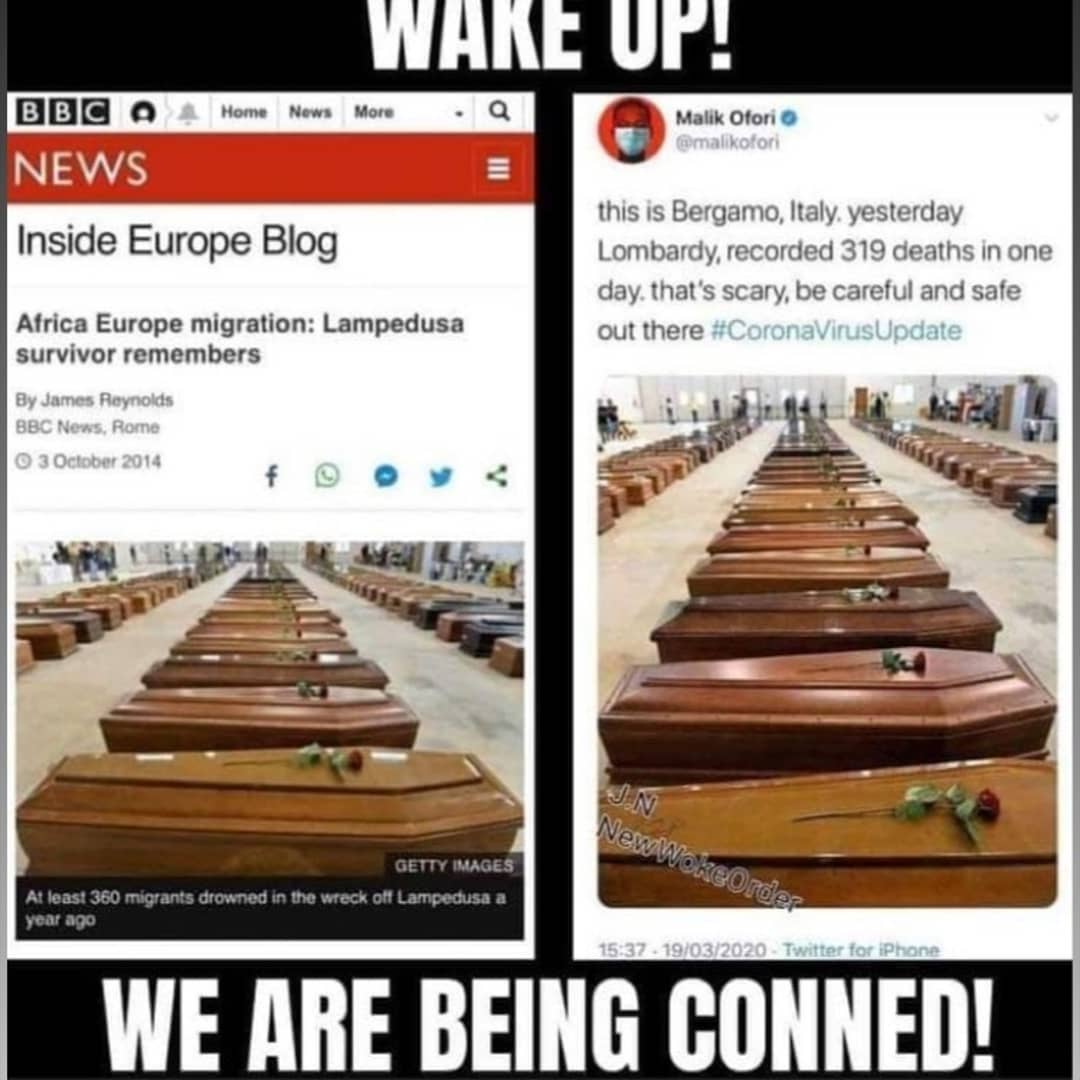 WAKE UP!
BBC Home News More
NEWS
Inside Europe Blog
Africa Europe migration: Lampedusa
survivor remembers
By James Reynolds
BBC News, Rome
3 October 2014
GETTY IMAGES
At least 360 migrants drowned in the wreck off Lampedusa a
year ago
Malik Ofori
@malikofori
this is Bergamo, Italy. yesterday
Lombardy, recorded 319 deaths in one
day. that's scary, be careful and safe
out there #CoronaVirusUpdate
J.N
NewWokeOrder
15:37 - 19/03/2020 - Twitter for iPhone
WE ARE BEING CONNED!